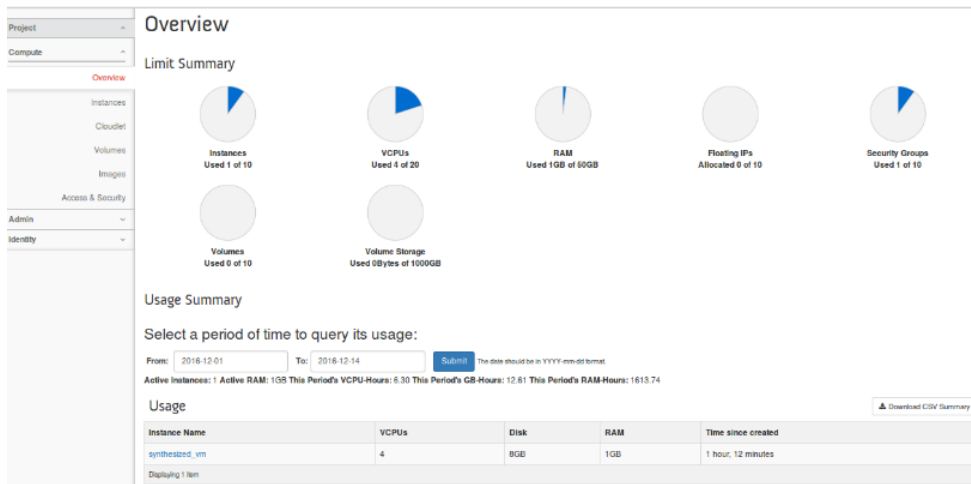 Project
Compute
Overview
Instances
Cloudlet
Volumes
Images
Access & Security
Admin
Identity
Overview
Limit Summary
Instances
Used 1 of 10
VCPUs
Used 4 of 20
RAM
Used 1GB of 50GB
Floating IPs
Allocated 0 of 10
Security Groups
Used 1 of 10
Volumes
Used 0 of 10
Volume Storage
Used 0Bytes of 1000GB
Usage Summary
Select a period of time to query its usage:
From: 2016-12-01 To: 2016-12-14 Submit The date should be in YYYY-mm-dd format.
Active Instances: 1 Active RAM: 1GB This Period's VCPU-Hours: 6.30 This Period's GB-Hours: 12.61 This Period's RAM-Hours: 1613.74
Usage
Download CSV Summary
Instance Name VCPUs Disk RAM Time since created
synthesized_vm 4 8GB 1GB 1 hour, 12 minutes
Displaying 1 item